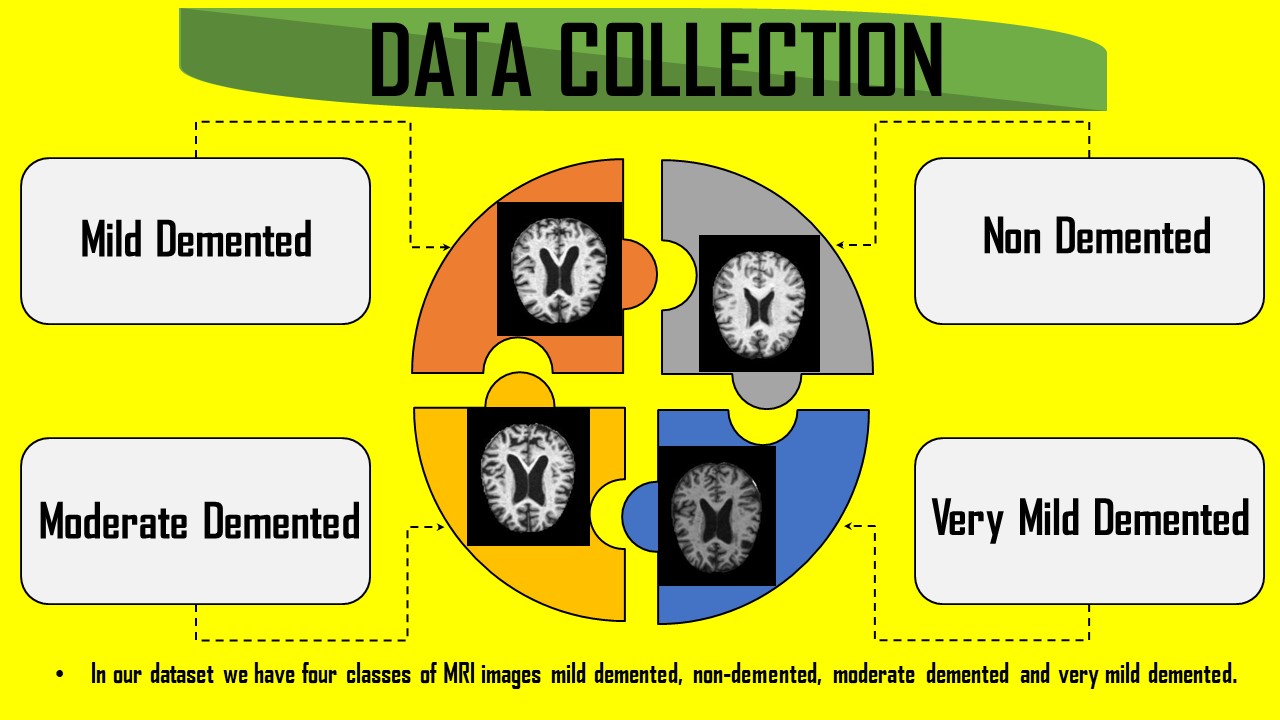 DATA COLLECTION
Mild Demented
Non Demented
Moderate Demented
Very Mild Demented
• In our dataset we have four classes of MRI images mild demented, non-demented, moderate demented and very mild demented.